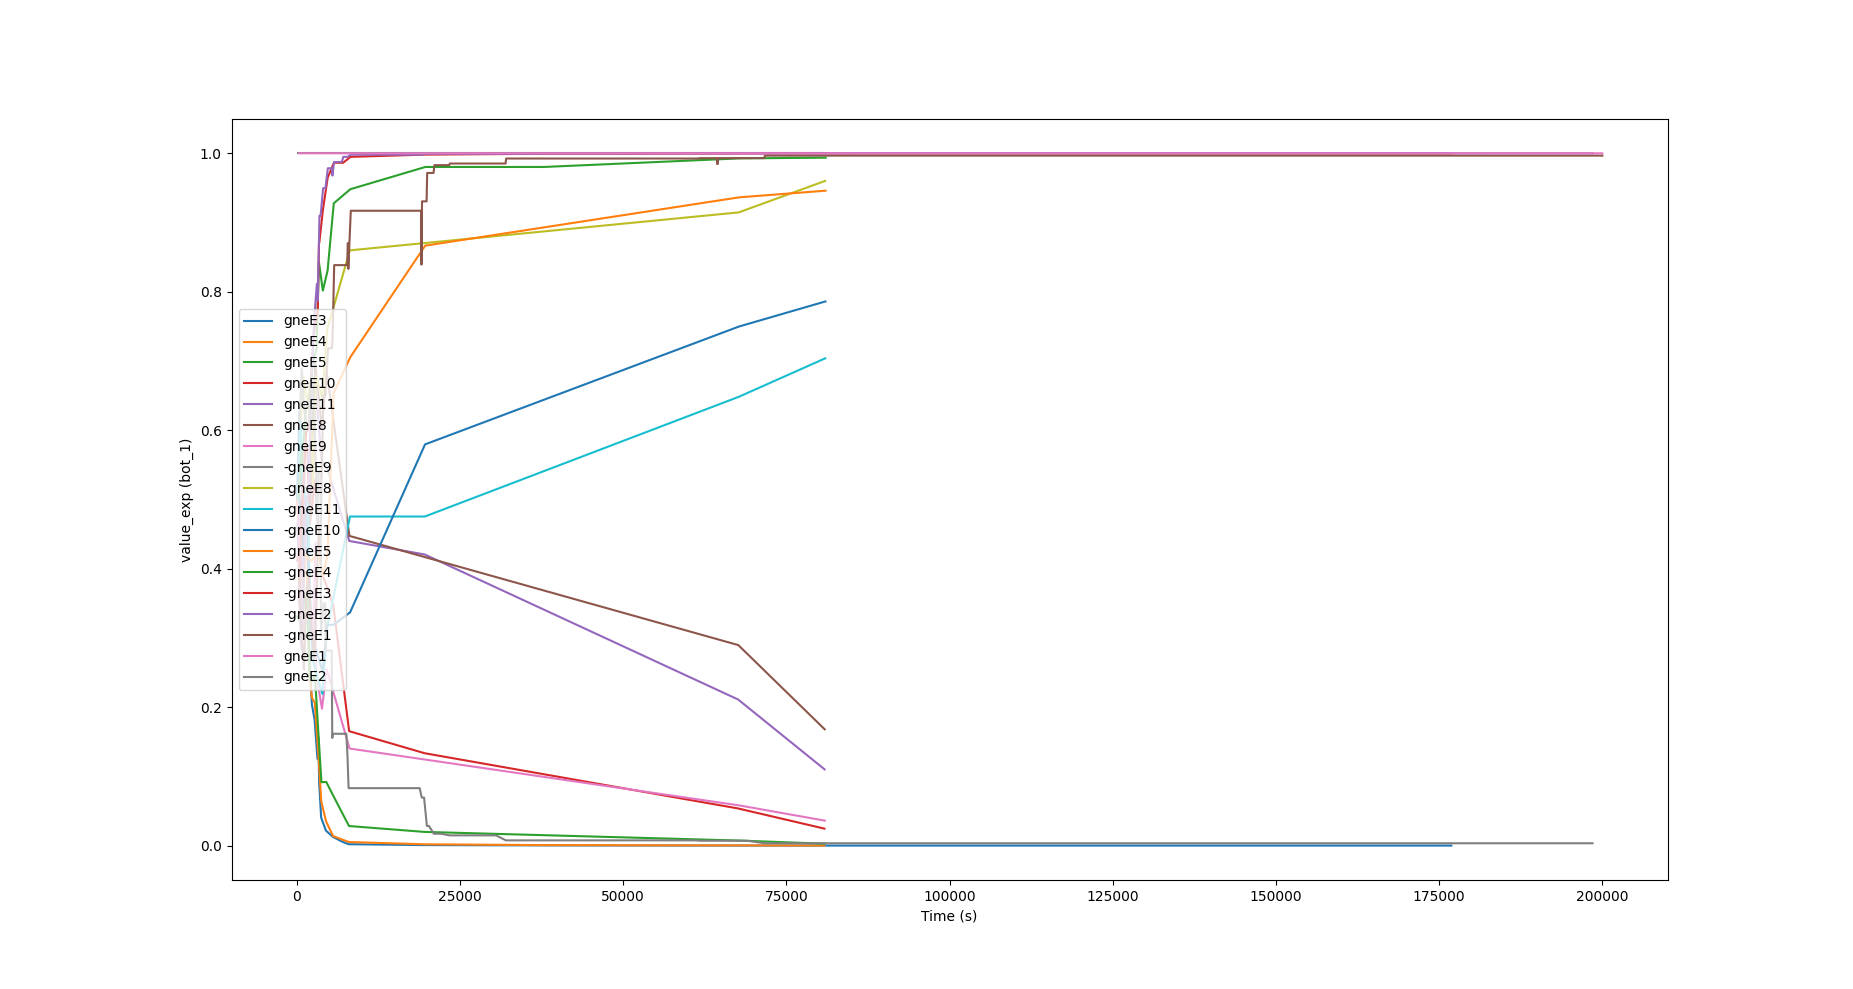 1.0
0.8
0.6
0.4
0.2
0.0
value_exp (bot_1)
gneE3
gneE4
gneE5
gneE10
gneE11
gneE8
gneE9
-gneE9
-gneE8
-gneE11
-gneE10
-gneE5
-gneE4
-gneE3
-gneE2
-gneE1
gneE1
gneE2
0 25000 50000 75000 100000 125000 150000 175000 200000
Time (s)